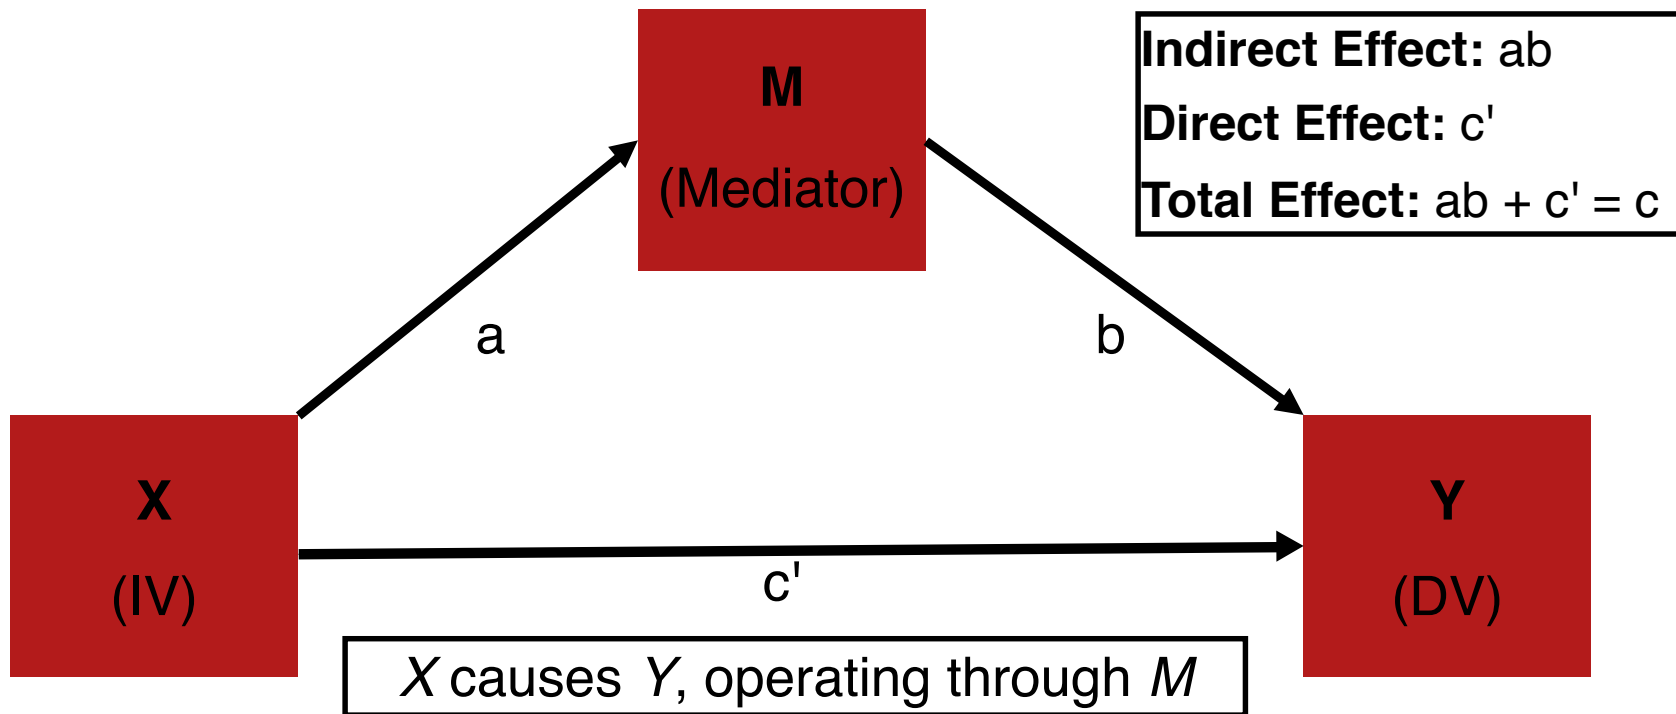 M
(Mediator)
Indirect Effect: ab
Direct Effect: c'
Total Effect: ab + c' = c
a
b
X
(IV)
c'
Y
(DV)
X causes Y, operating through M